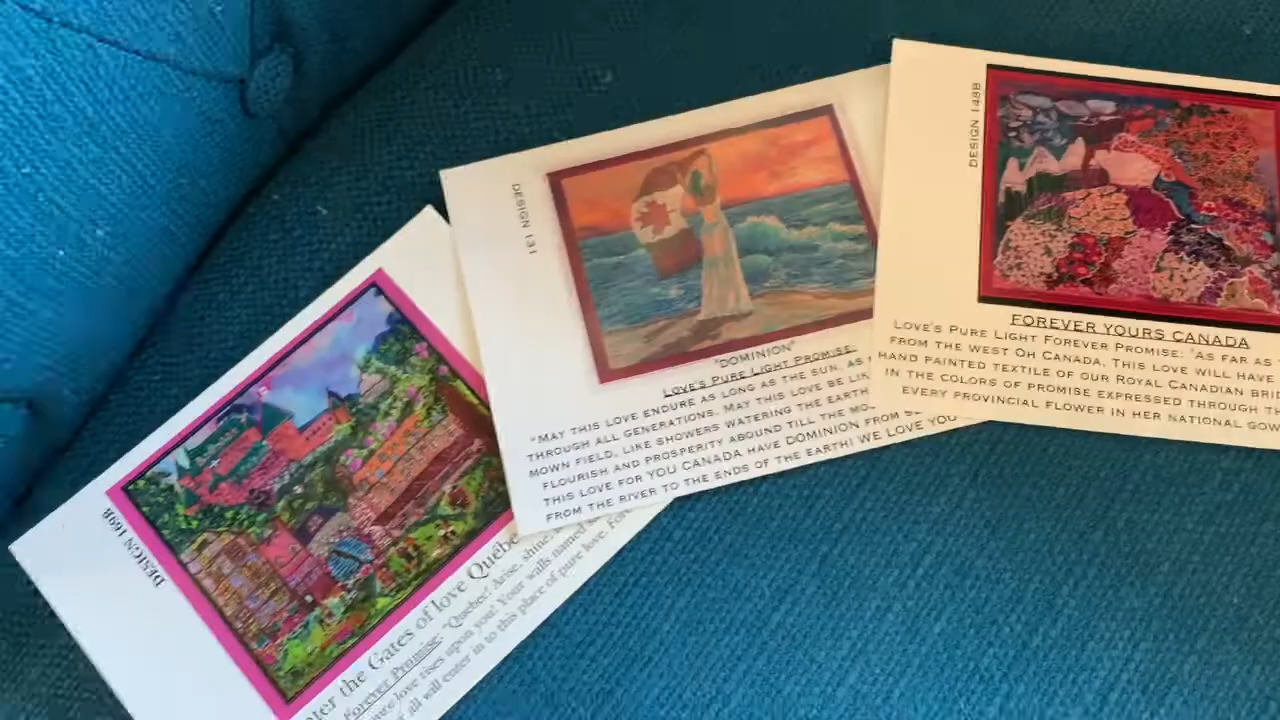 DESIGN 169B
ter the Gates of love Québe
Forever Promise: "Quebec! Arise, shine,
love rises upon you! Your walls named
all will enter in to this place of pure love. For
DESIGN 131
"DOMINION"
LOVE'S PURE LIGHT PROMISE:
"MAY THIS LOVE ENDURE AS LONG AS THE SUN, AS
THROUGH ALL GENERATIONS. MAY THIS LOVE BE LIK
MOWN FIELD, LIKE SHOWERS WATERING THE EARTH
FLOURISH AND PROSPERITY ABOUND TILL THE MO
THIS LOVE FOR YOU CANADA HAVE DOMINION FROM SE
FROM THE RIVER TO THE ENDS OF THE EARTH! WE LOVE YOU
DESIGN 148B
FOREVER YOURS CANADA
LOVE'S PURE LIGHT FOREVER PROMISE: "AS FAR AS
FROM THE WEST OH CANADA, THIS LOVE WILL HAVE
HAND PAINTED TEXTILE OF OUR ROYAL CANADIAN BRI
IN THE COLORS OF PROMISE EXPRESSED THROUGH T
EVERY PROVINCIAL FLOWER IN HER NATIONAL GOW